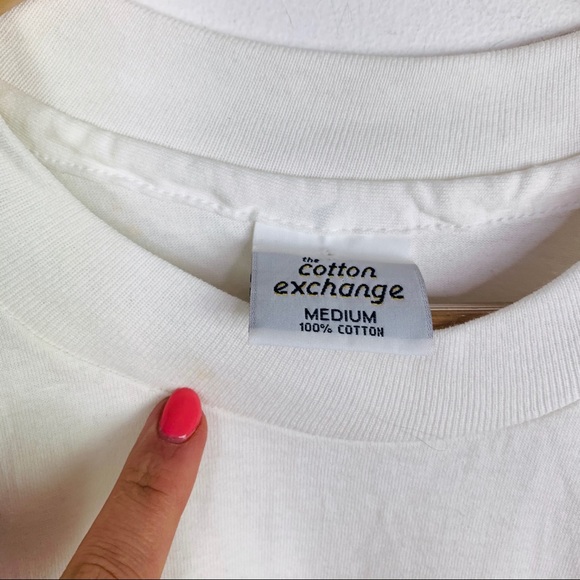 the
cotton
exchange
MEDIUM
100% COTTON